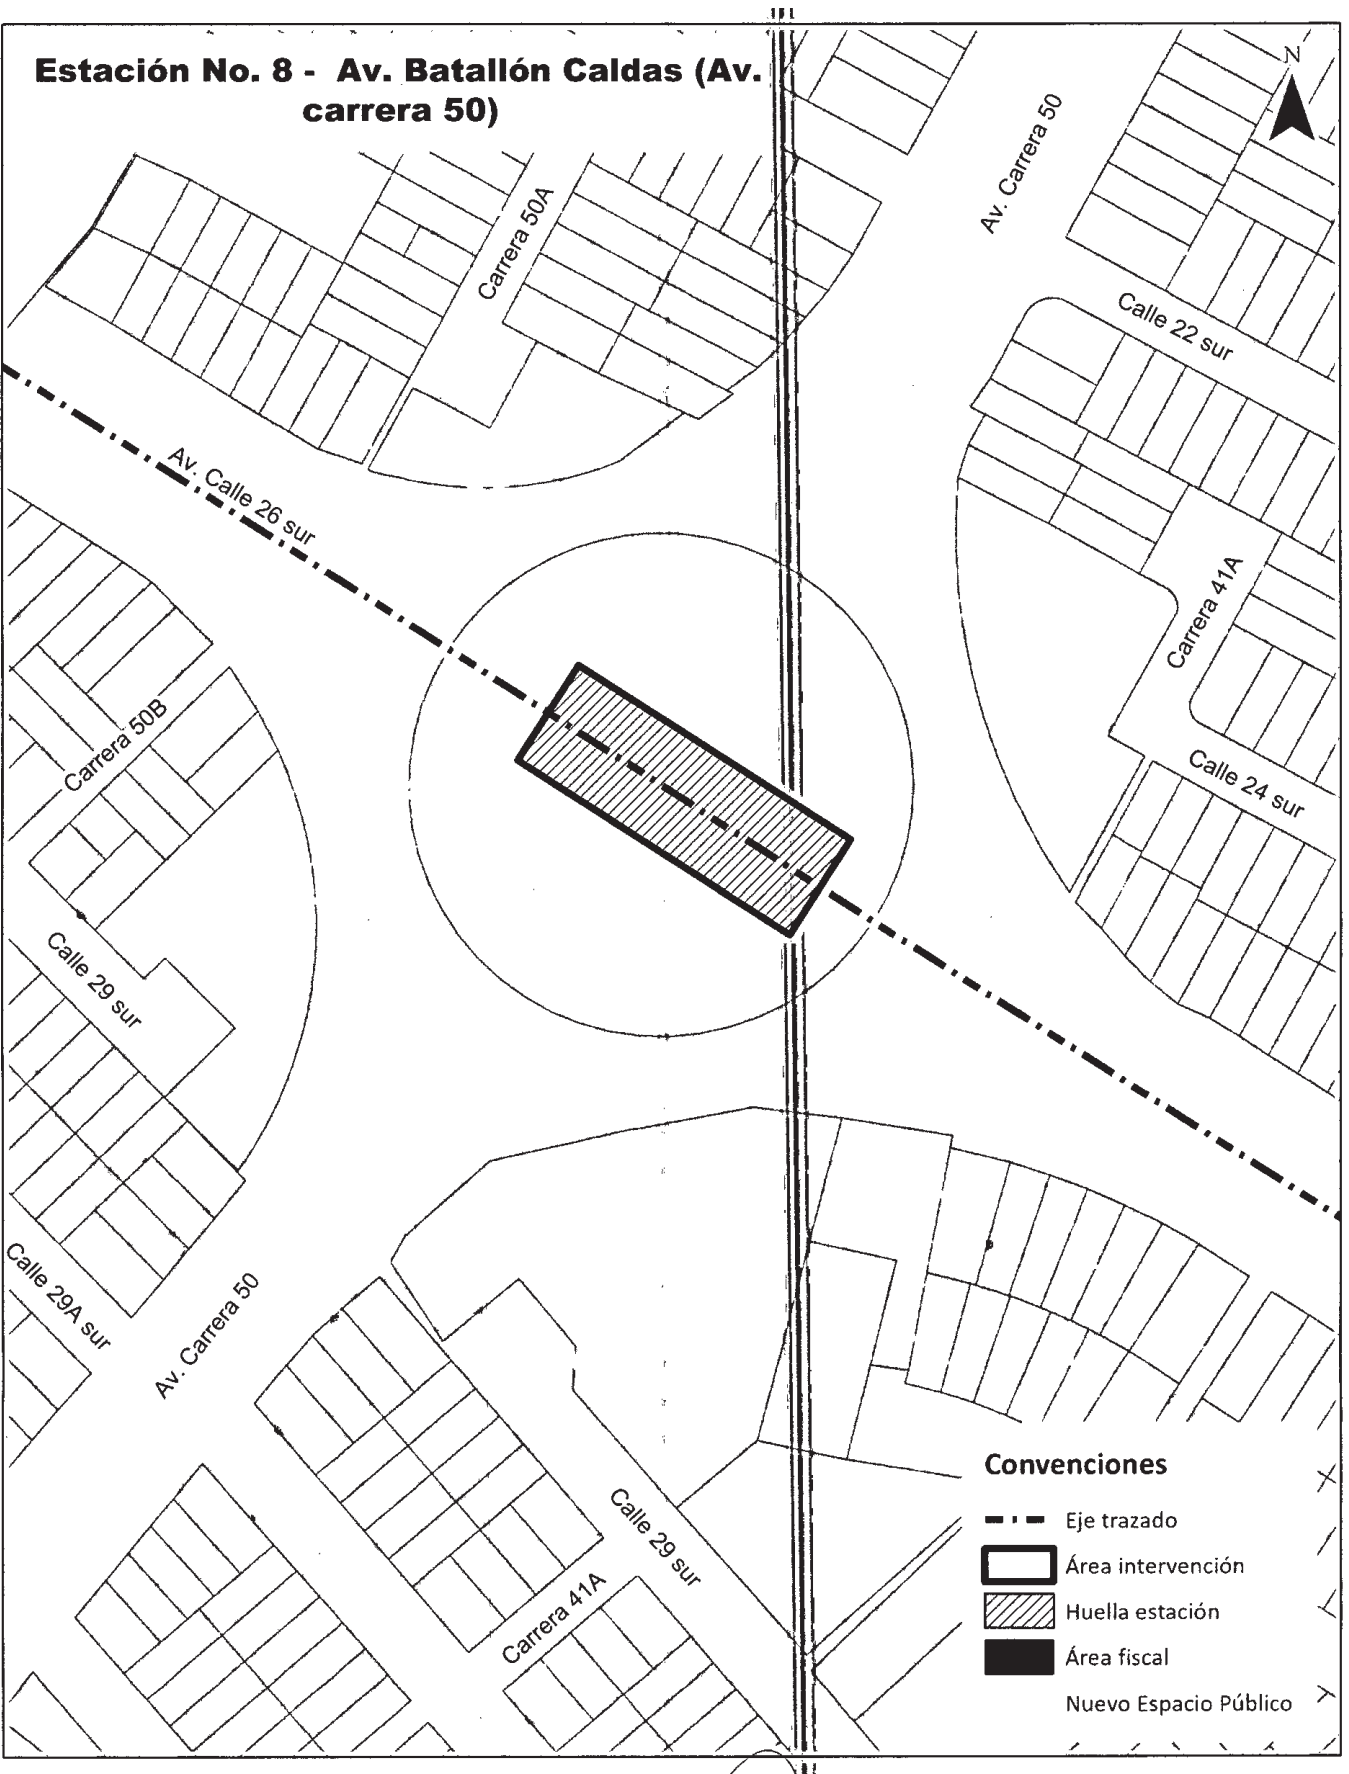 Estación No. 8 - Av. Batallón Caldas (Av.
carrera 50)
N
Av. Carrera 50
Carrera 50A
Calle 22 sur
Av. Calle 26 sur
Carrera 41A
Carrera 50B
Calle 24 sur
Calle 29 sur
Calle 29A sur
Av. Carrera 50
Calle 29 sur
Carrera 41A
Convenciones
Eje trazado
Área intervención
Huella estación
Área fiscal
Nuevo Espacio Público